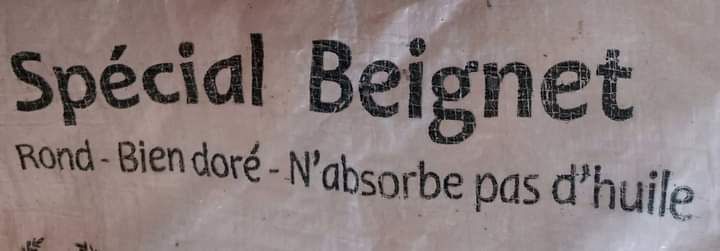 Spécial Beignet
Rond - Bien doré - N'absorbe pas d'huile